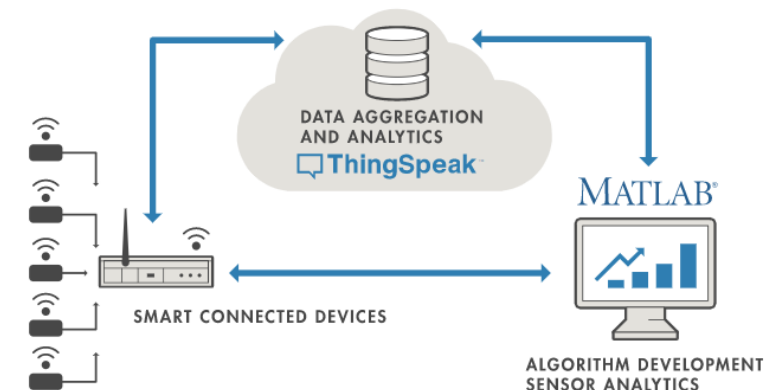 DATA AGGREGATION
AND ANALYTICS
ThingSpeak™
MATLAB®
SMART CONNECTED DEVICES
ALGORITHM DEVELOPMENT
SENSOR ANALYTICS